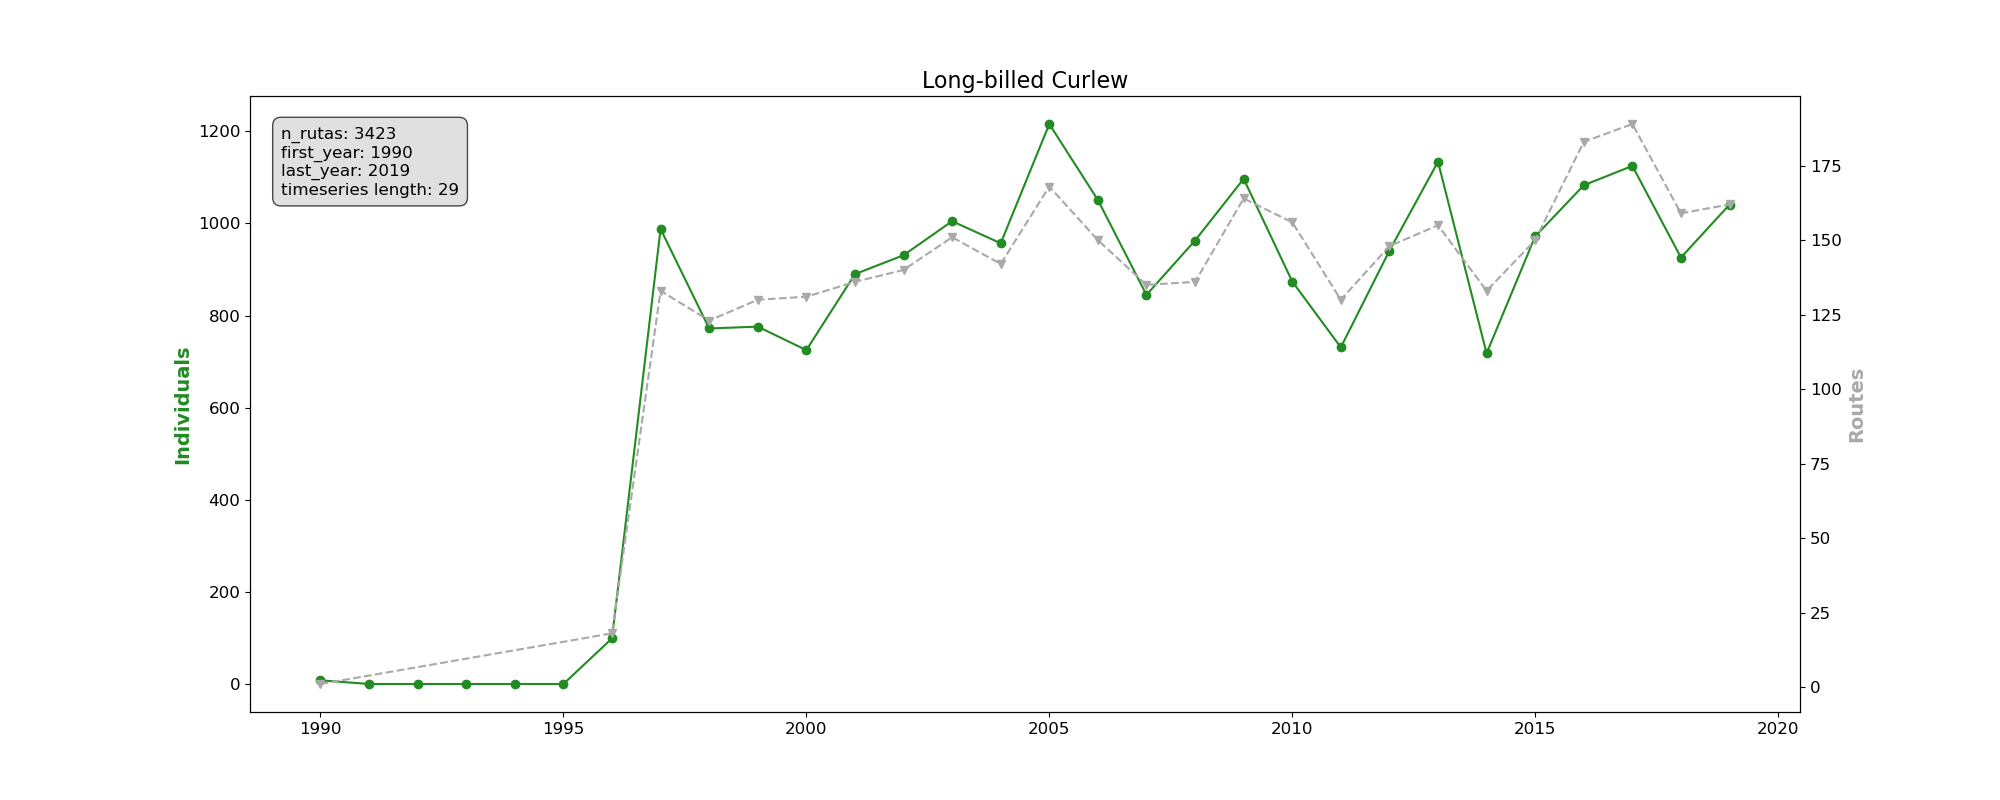 Long-billed Curlew
n_rutas: 3423
first_year: 1990
last_year: 2019
timeseries length: 29
1200
1000
800
600
400
200
0
Individuals
175
150
125
100
75
50
25
0
Routes
1990 1995 2000 2005 2010 2015 2020